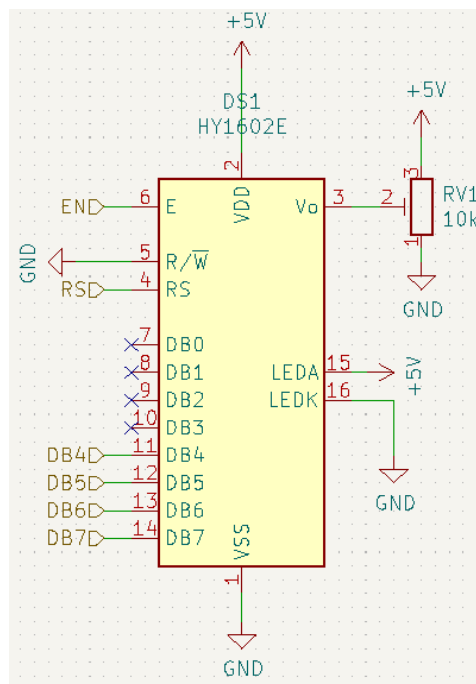 +5V
DS1
HY1602E
+5V
2
VDD
EN 6 E
3 Vo
2
3
1
RV1
10k
GND
GND
5 R/W̅
RS 4 RS
7 DB0
8 DB1
9 DB2
10 DB3
DB4 11 DB4
DB5 12 DB5
DB6 13 DB6
DB7 14 DB7
LEDA 15
+5V
LEDK 16
GND
VSS
1
GND